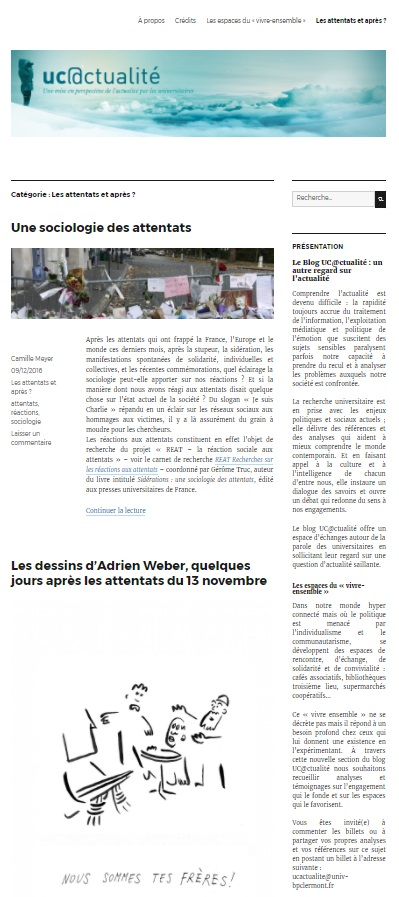 À propos Crédits Les espaces du « vivre-ensemble » Les attentats et après ?
uc@ctualité
Une mise en perspective de l'actualité par les universitaires
Catégorie : Les attentats et après ?
Une sociologie des attentats
Camille Meyer
09/12/2016
Les attentats et
après ?
attentats,
réactions,
sociologie
Laisser un
commentaire
Après les attentats qui ont frappé la France, l'Europe et le
monde ces derniers mois, après la stupeur, la sidération, les
manifestations spontanées de solidarité, individuelles et
collectives, et les récentes commémorations, quel éclairage la
sociologie peut-elle apporter sur nos réactions ? Et si la
manière dont nous avons réagi aux attentats disait quelque
chose sur l'état actuel de la société ? Du slogan « Je suis
Charlie » répandu en un éclair sur les réseaux sociaux aux
hommages aux victimes, il y a là assurément du grain à
moudre pour les chercheurs.
Les réactions aux attentats constituent en effet l'objet de
recherche du projet « REAT – la réaction sociale aux
attentats » – voir le carnet de recherche REAT Recherches sur
les réactions aux attentats – coordonné par Gérôme Truc, auteur
du livre intitulé Sidérations : une sociologie des attentats, édité
aux presses universitaires de France.
Continuer la lecture
Les dessins d'Adrien Weber, quelques
jours après les attentats du 13 novembre
NOUS SOMMES TES FRÈRES!
Recherche…
PRÉSENTATION
Le Blog UC@ctualité : un
autre regard sur
l'actualité
Comprendre l'actualité est
devenu difficile : la rapidité
toujours accrue du traitement
de l'information, l'exploitation
médiatique et politique de
l'émotion que suscitent des
sujets sensibles paralysent
parfois notre capacité à
prendre du recul et à analyser
les problèmes auxquels notre
société est confrontée.
La recherche universitaire est
en prise avec les enjeux
politiques et sociaux actuels ;
elle délivre des références et
des analyses qui aident à
mieux comprendre le monde
contemporain. Et en faisant
appel à la culture et à
l'intelligence de chacun
d'entre nous, elle instaure un
dialogue des savoirs et ouvre
un débat qui redonne du sens à
nos engagements.
Le blog UC@ctualité offre un
espace d'échanges autour de la
parole des universitaires en
sollicitant leur regard sur une
question d'actualité saillante.
Les espaces du « vivre-
ensemble »
Dans notre monde hyper
connecté mais où le politique
est menacé par
l'individualisme et le
communautarisme, se
développent des espaces de
rencontre, d'échange, de
solidarité et de convivialité :
cafés associatifs, bibliothèques
troisième lieu, supermarchés
coopératifs…
Ce « vivre ensemble » ne se
décrète pas mais il répond à un
besoin profond chez ceux qui
lui donnent une existence en
l'expérimentant. À travers
cette nouvelle section du blog
UC@ctualité nous souhaitons
recueillir analyses et
témoignages sur l'engagement
qui le fonde et sur les espaces
qui le favorisent.
Vous êtes invité(e) à
commenter les billets ou à
partager vos propres analyses
et vos références sur ce sujet
en postant un billet à l'adresse
suivante :
ucactualite@univ-
bpclermont.fr